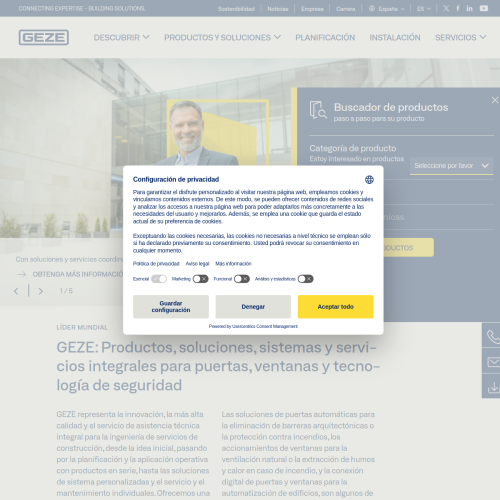 CONNECTING EXPERTISE - BUILDING SOLUTIONS.
Sostenibilidad | Noticias | Empresa | Carrera | España | ES
GEZE
DESCUBRIR PRODUCTOS Y SOLUCIONES PLANIFICACIÓN INSTALACIÓN SERVICIOS
Buscador de productos
paso a paso para su producto
Categoría de producto
Estoy interesado en productos
Seleccione por favor
Configuración de privacidad
Para garantizar el disfrute personalizado al visitar nuestra página web, empleamos cookies y
vinculamos contenidos externos. De este modo, se pueden ofrecer contenidos de redes sociales
y analizar los accesos a nuestra página web para poder adaptarlos más concretamente a las
necesidades del usuario y mejorarlos. Además, se emplea una cookie que guarda el estado
actual de su preferencia de cookies.
Exceptuando las cookies necesarias, las cookies no necesarias a nivel técnico se emplean sólo
si ha declarado previamente su consentimiento. Usted podrá revocar su consentimiento en
cualquier momento.
Política de privacidad Aviso legal Más información
Esencial Marketing Funcional Análisis y estadísticas
Guardar
configuración
Denegar
Aceptar todo
Powered by Usercentrics Consent Management
Con soluciones y servicios coordin
OBTENGA MÁS INFORMACIÓ
1 / 5
LÍDER MUNDIAL
GEZE: Productos, soluciones, sistemas y servi-
cios integrales para puertas, ventanas y tecno-
logía de seguridad
GEZE representa la innovación, la más alta
calidad y el servicio de asistencia técnica
integral para la ingeniería de servicios de
construcción, desde la idea inicial, pasando
por la planificación y la aplicación operativa
con productos en serie, hasta las soluciones
de sistema personalizadas y el servicio y el
mantenimiento individuales. Ofrecemos una
Las soluciones de puertas automáticas para
la eliminación de barreras arquitectónicas o
la protección contra incendios, los
accionamientos de ventanas para la
ventilación natural o la extracción de humos
y calor en caso de incendio, y la conexión
digital de puertas y ventanas para la
automatización de edificios, son algunos de